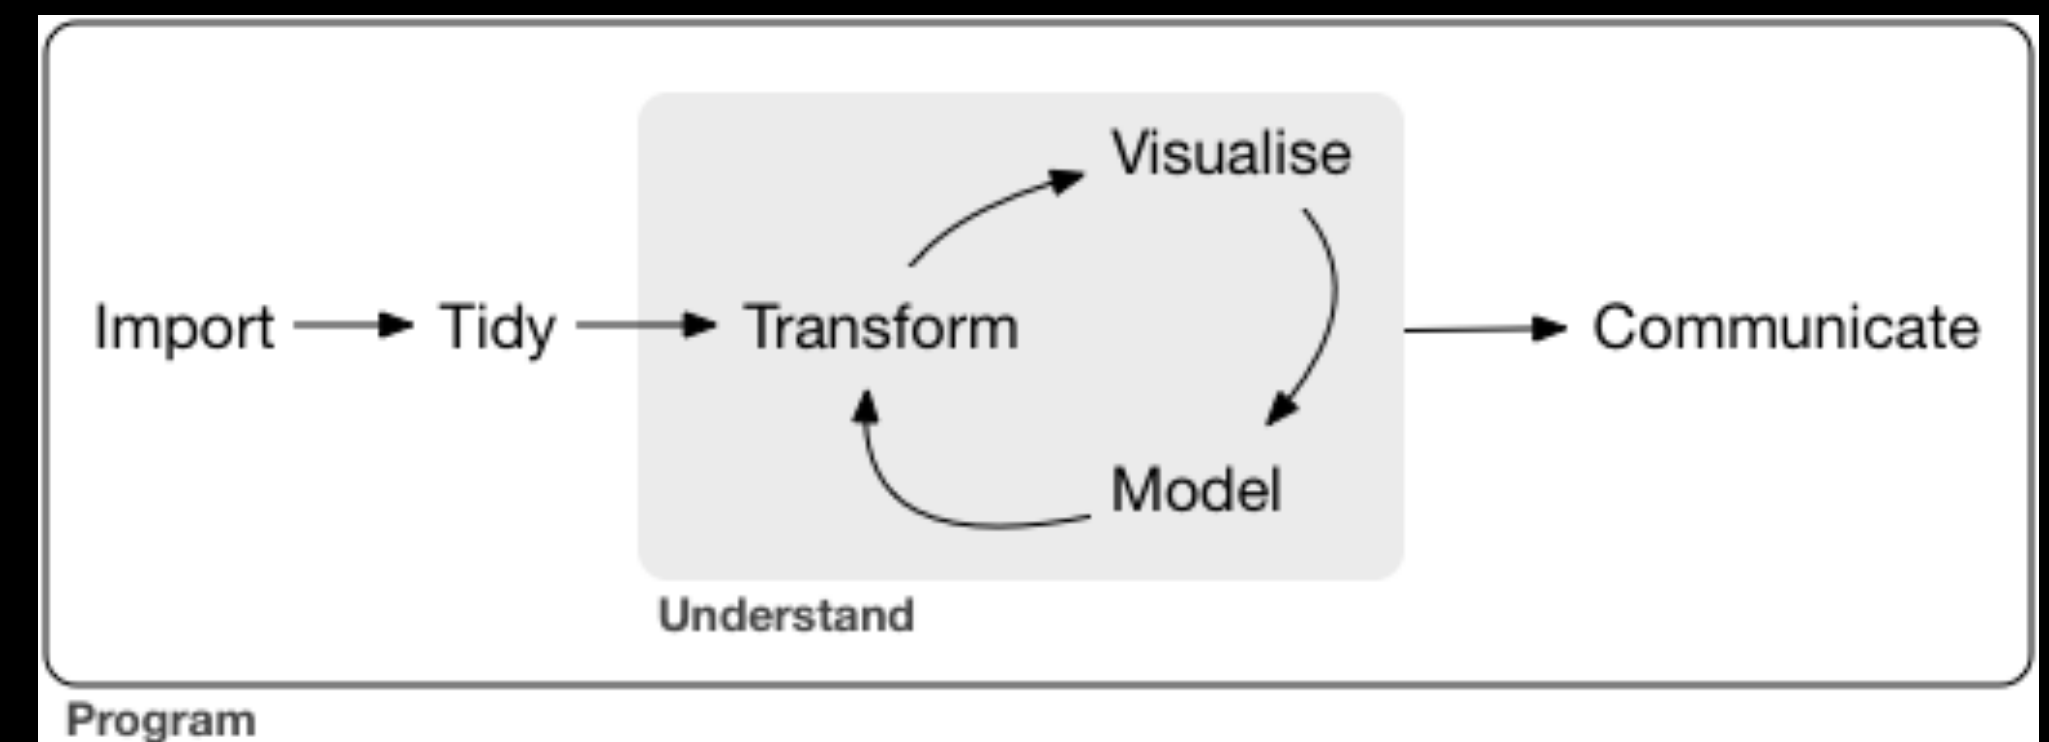 Visualise
Import
Tidy
Transform
Communicate
Model
Understand
Program